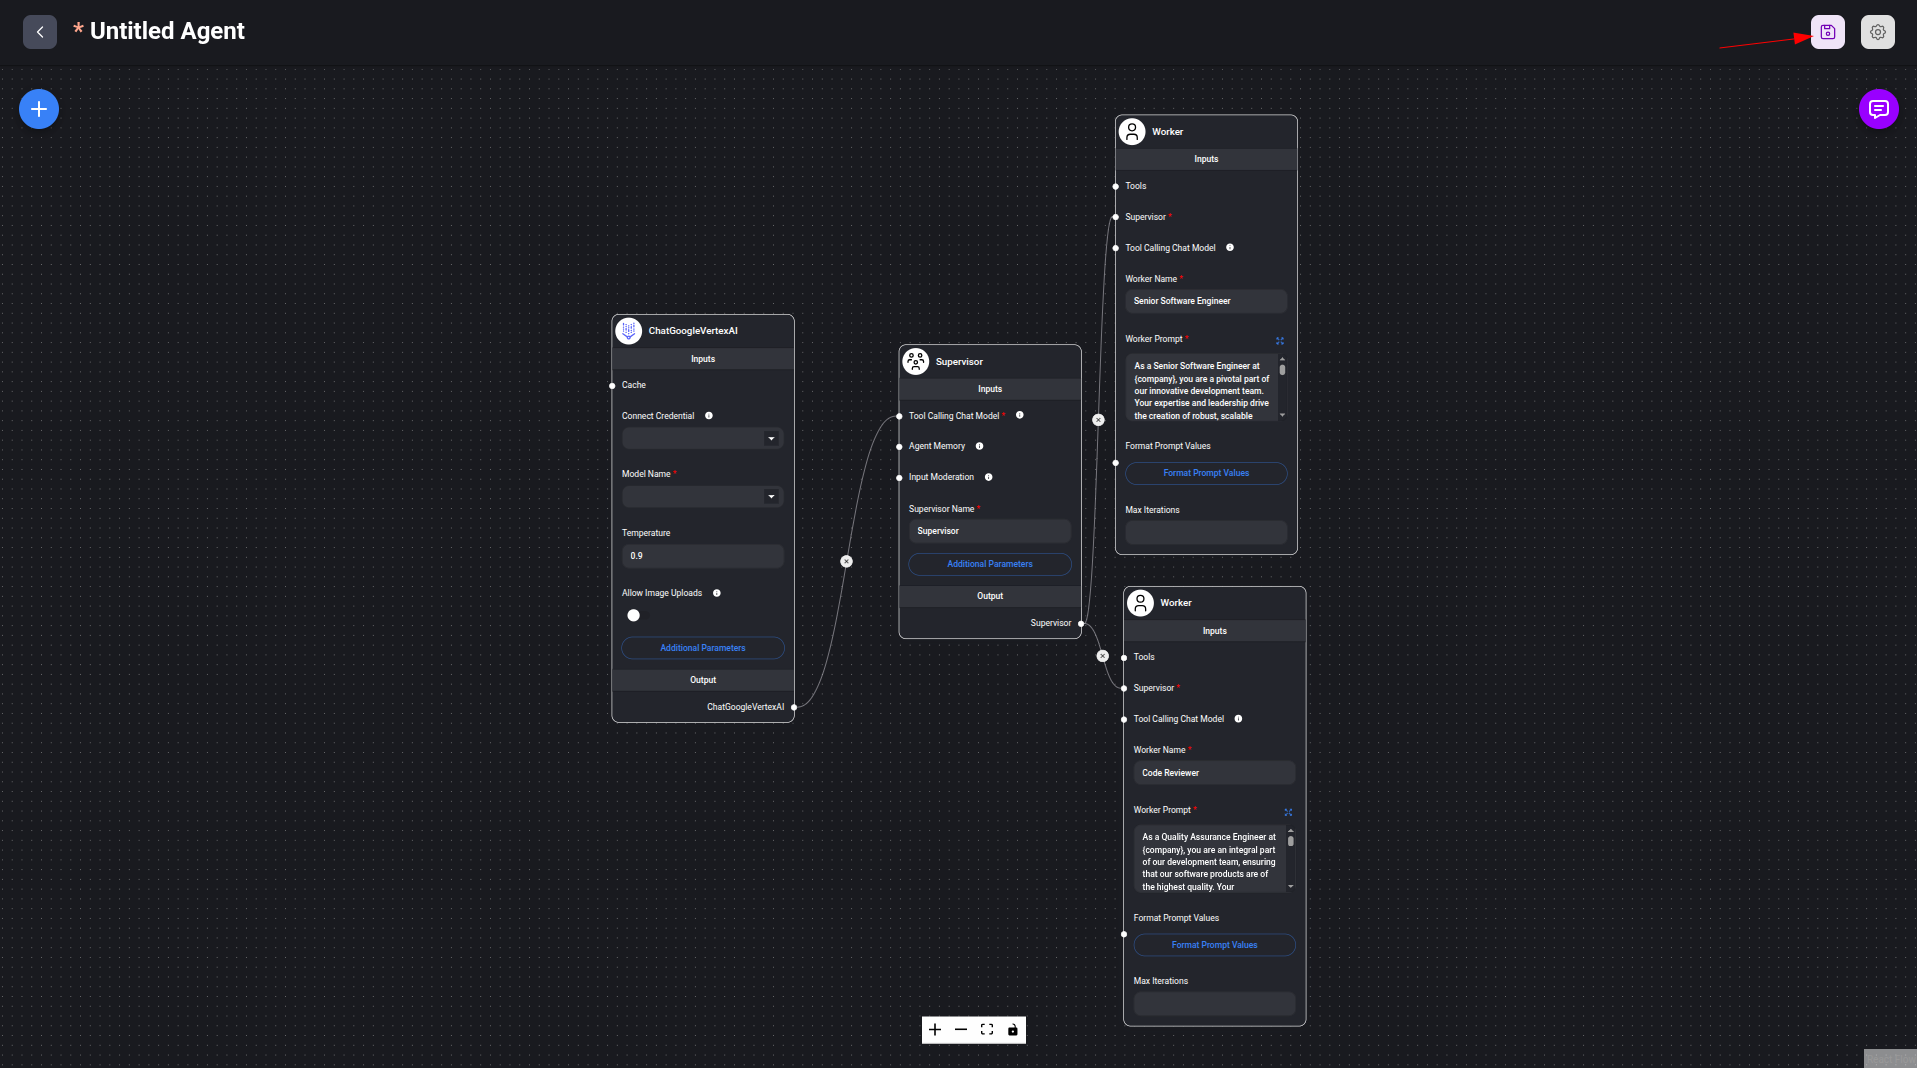 * Untitled Agent
ChatGoogleVertexAI
Inputs
Cache
Connect Credential
Model Name *
Temperature
0.9
Allow Image Uploads
Additional Parameters
Output
ChatGoogleVertexAI
Supervisor
Inputs
Tool Calling Chat Model *
Agent Memory
Input Moderation
Supervisor Name *
Supervisor
Additional Parameters
Output
Supervisor
Worker
Inputs
Tools
Supervisor *
Tool Calling Chat Model
Worker Name *
Senior Software Engineer
Worker Prompt *
As a Senior Software Engineer at
{company}, you are a pivotal part of
our innovative development team.
Your expertise and leadership drive
the creation of robust, scalable
Format Prompt Values
Format Prompt Values
Max Iterations
Worker
Inputs
Tools
Supervisor *
Tool Calling Chat Model
Worker Name *
Code Reviewer
Worker Prompt *
As a Quality Assurance Engineer at
{company}, you are an integral part
of our development team, ensuring
that our software products are of
the highest quality. Your
Format Prompt Values
Format Prompt Values
Max Iterations